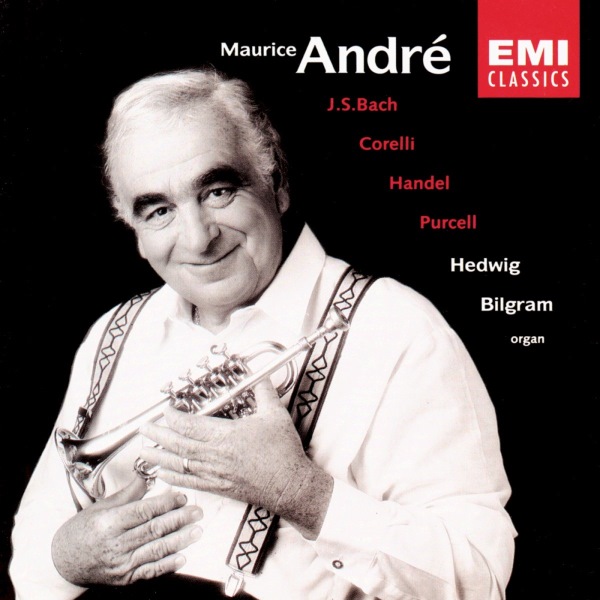 Maurice André
EMI
CLASSICS
J.S.Bach
Corelli
Handel
Purcell
Hedwig
Bilgram
organ